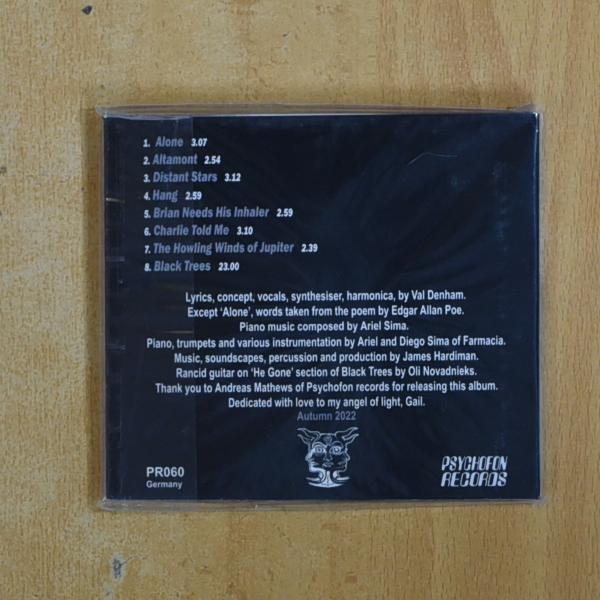 1. Alone 3.07
2. Altamont 2.54
3. Distant Stars 3.12
4. Hang 2.59
5. Brian Needs His Inhaler 2.59
6. Charlie Told Me 3.10
7. The Howling Winds of Jupiter 2.39
8. Black Trees 23.00
Lyrics, concept, vocals, synthesiser, harmonica, by Val Denham.
Except ‘Alone’, words taken from the poem by Edgar Allan Poe.
Piano music composed by Ariel Sima.
Piano, trumpets and various instrumentation by Ariel and Diego Sima of Farmacia.
Music, soundscapes, percussion and production by James Hardiman.
Rancid guitar on ‘He Gone’ section of Black Trees by Oli Novadnieks.
Thank you to Andreas Mathews of Psychofon records for releasing this album.
Dedicated with love to my angel of light, Gail.
Autumn 2022
PR060
Germany
PSYCHOFON
RECORDS